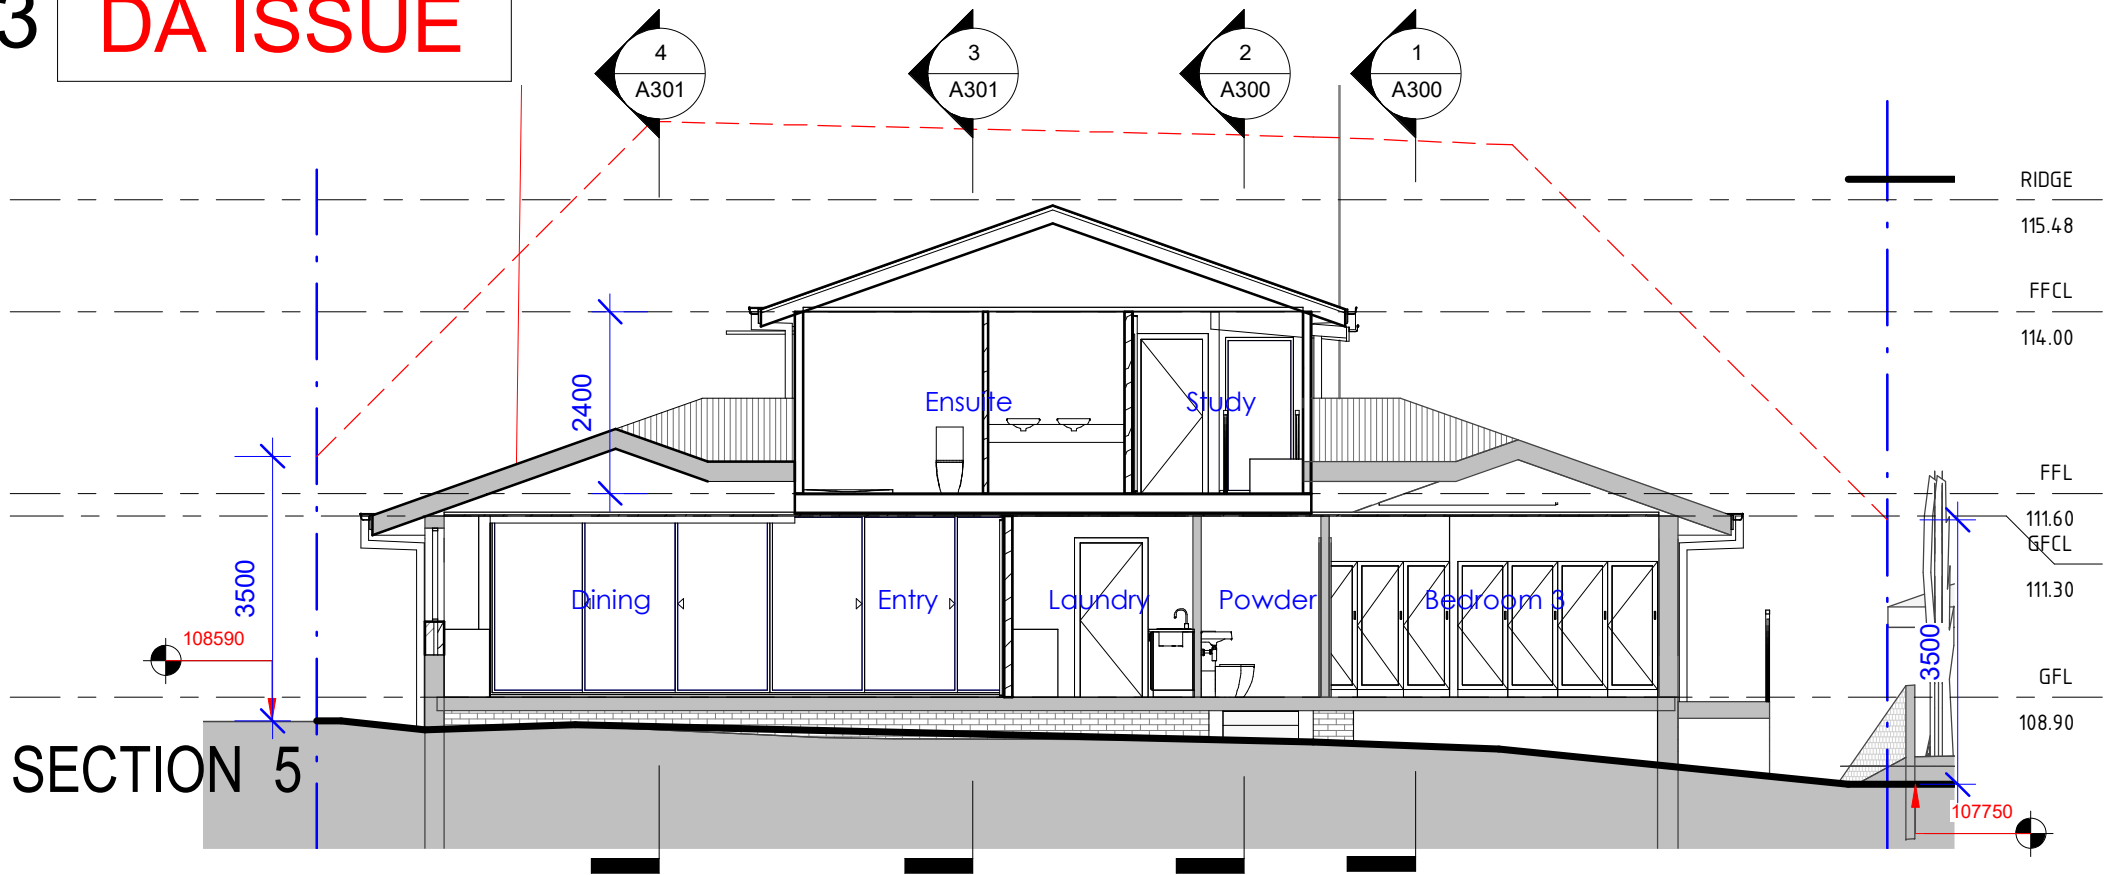 3
DA ISSUE
4
A301
3
A301
2
A300
1
A300
RIDGE
115.48
FFCL
114.00
2400
Ensuite
Study
FFL
111.60
GFCL
111.30
3500
Dining
Entry
Laundry
Powder
Bedroom 3
108590
3500
GFL
108.90
SECTION 5
107750